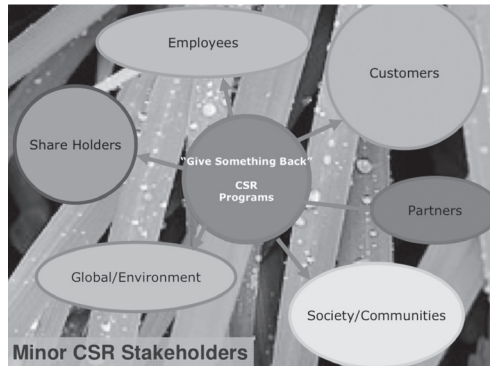 Employees
Customers
Share Holders
"Give Something Back"
CSR
Programs
Partners
Global/Environment
Society/Communities
Minor CSR Stakeholders